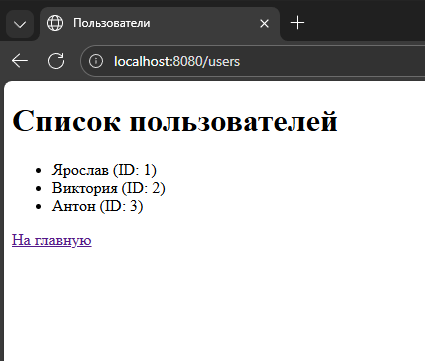 Пользователи
localhost:8080/users
Список пользователей
Ярослав (ID: 1)
Виктория (ID: 2)
Антон (ID: 3)
На главную